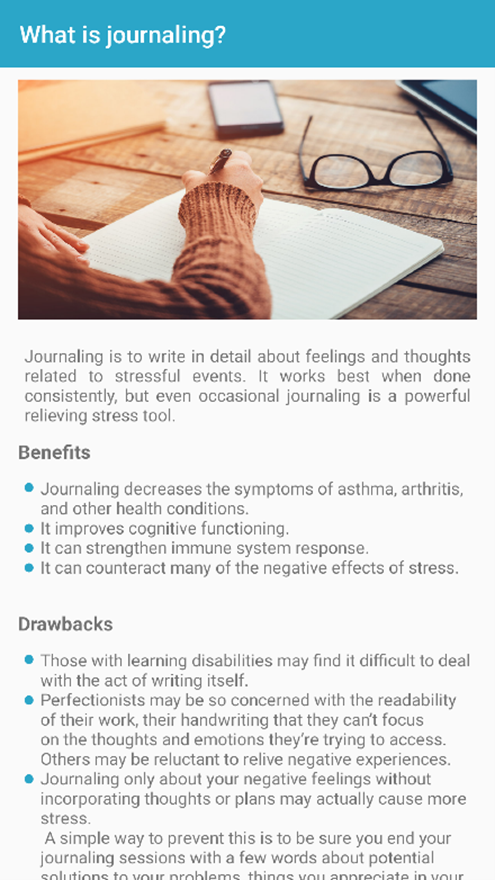 What is journaling?
Journaling is to write in detail about feelings and thoughts
related to stressful events. It works best when done
consistently, but even occasional journaling is a powerful
relieving stress tool.
Benefits
Journaling decreases the symptoms of asthma, arthritis,
and other health conditions.
It improves cognitive functioning.
It can strengthen immune system response.
It can counteract many of the negative effects of stress.
Drawbacks
Those with learning disabilities may find it difficult to deal
with the act of writing itself.
Perfectionists may be so concerned with the readability
of their work, their handwriting that they can't focus
on the thoughts and emotions they're trying to access.
Others may be reluctant to relive negative experiences.
Journaling only about your negative feelings without
incorporating thoughts or plans may actually cause more
stress.
A simple way to prevent this is to be sure you end your
journaling sessions with a few words about potential
solutions to your problems, things you appreciate in your